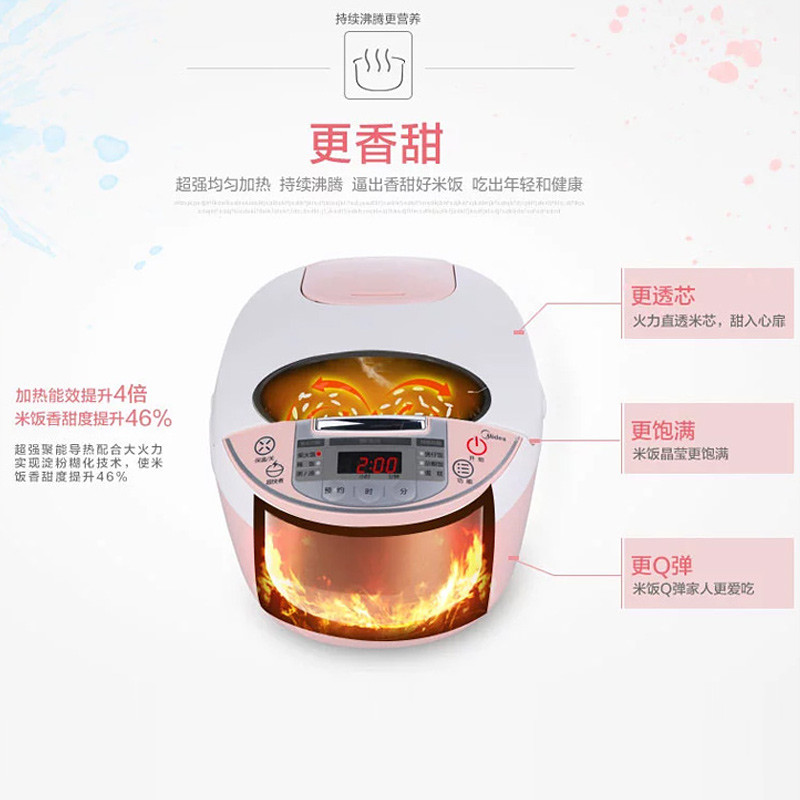 持续沸腾更营养
更香甜
超强均匀加热 持续沸腾 逼出香甜好米饭 吃出年轻和健康
更透芯
火力直透米芯，甜入心扉
加热能效提升4倍
米饭香甜度提升46%
超强聚能导热配合大火力
实现淀粉糊化技术，使米
饭香甜度提升46%
更饱满
米饭晶莹更饱满
Midea
开始
2:00
预约 时 分
功能
更Q弹
米饭Q弹家人更爱吃